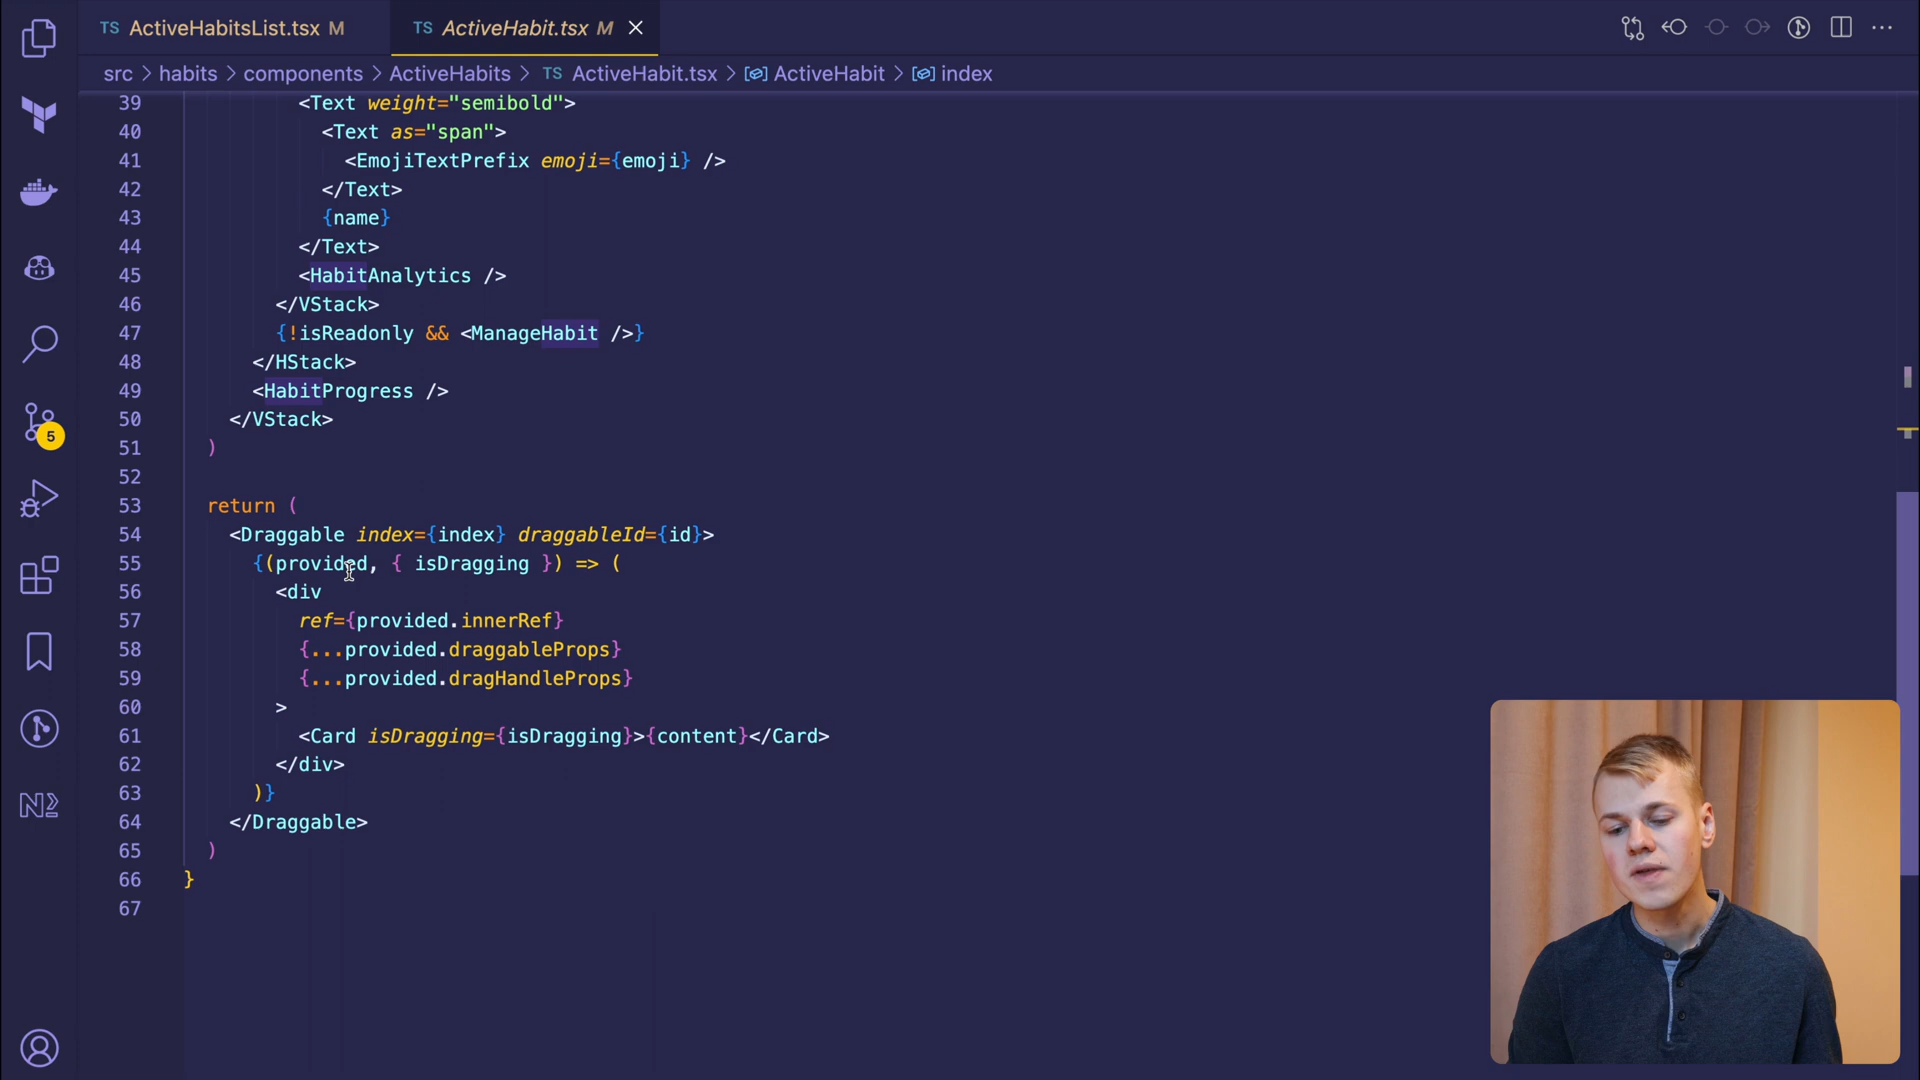 TS ActiveHabitsList.tsx M TS ActiveHabit.tsx M
src > habits > components > ActiveHabits > TS ActiveHabit.tsx > ActiveHabit > index
39 <Text weight="semibold">
40 <Text as="span">
41 <EmojiTextPrefix emoji={emoji} />
42 </Text>
43 {name}
44 </Text>
45 <HabitAnalytics />
46 </VStack>
47 {!isReadonly && <ManageHabit />}
48 </HStack>
49 <HabitProgress />
50 </VStack>
51 )
52
53 return (
54 <Draggable index={index} draggableId={id}>
55 {(provided, { isDragging }) => (
56 <div
57 ref={provided.innerRef}
58 {...provided.draggableProps}
59 {...provided.dragHandleProps}
60 >
61 <Card isDragging={isDragging}>{content}</Card>
62 </div>
63 )}
64 </Draggable>
65 )
66 }
67
5